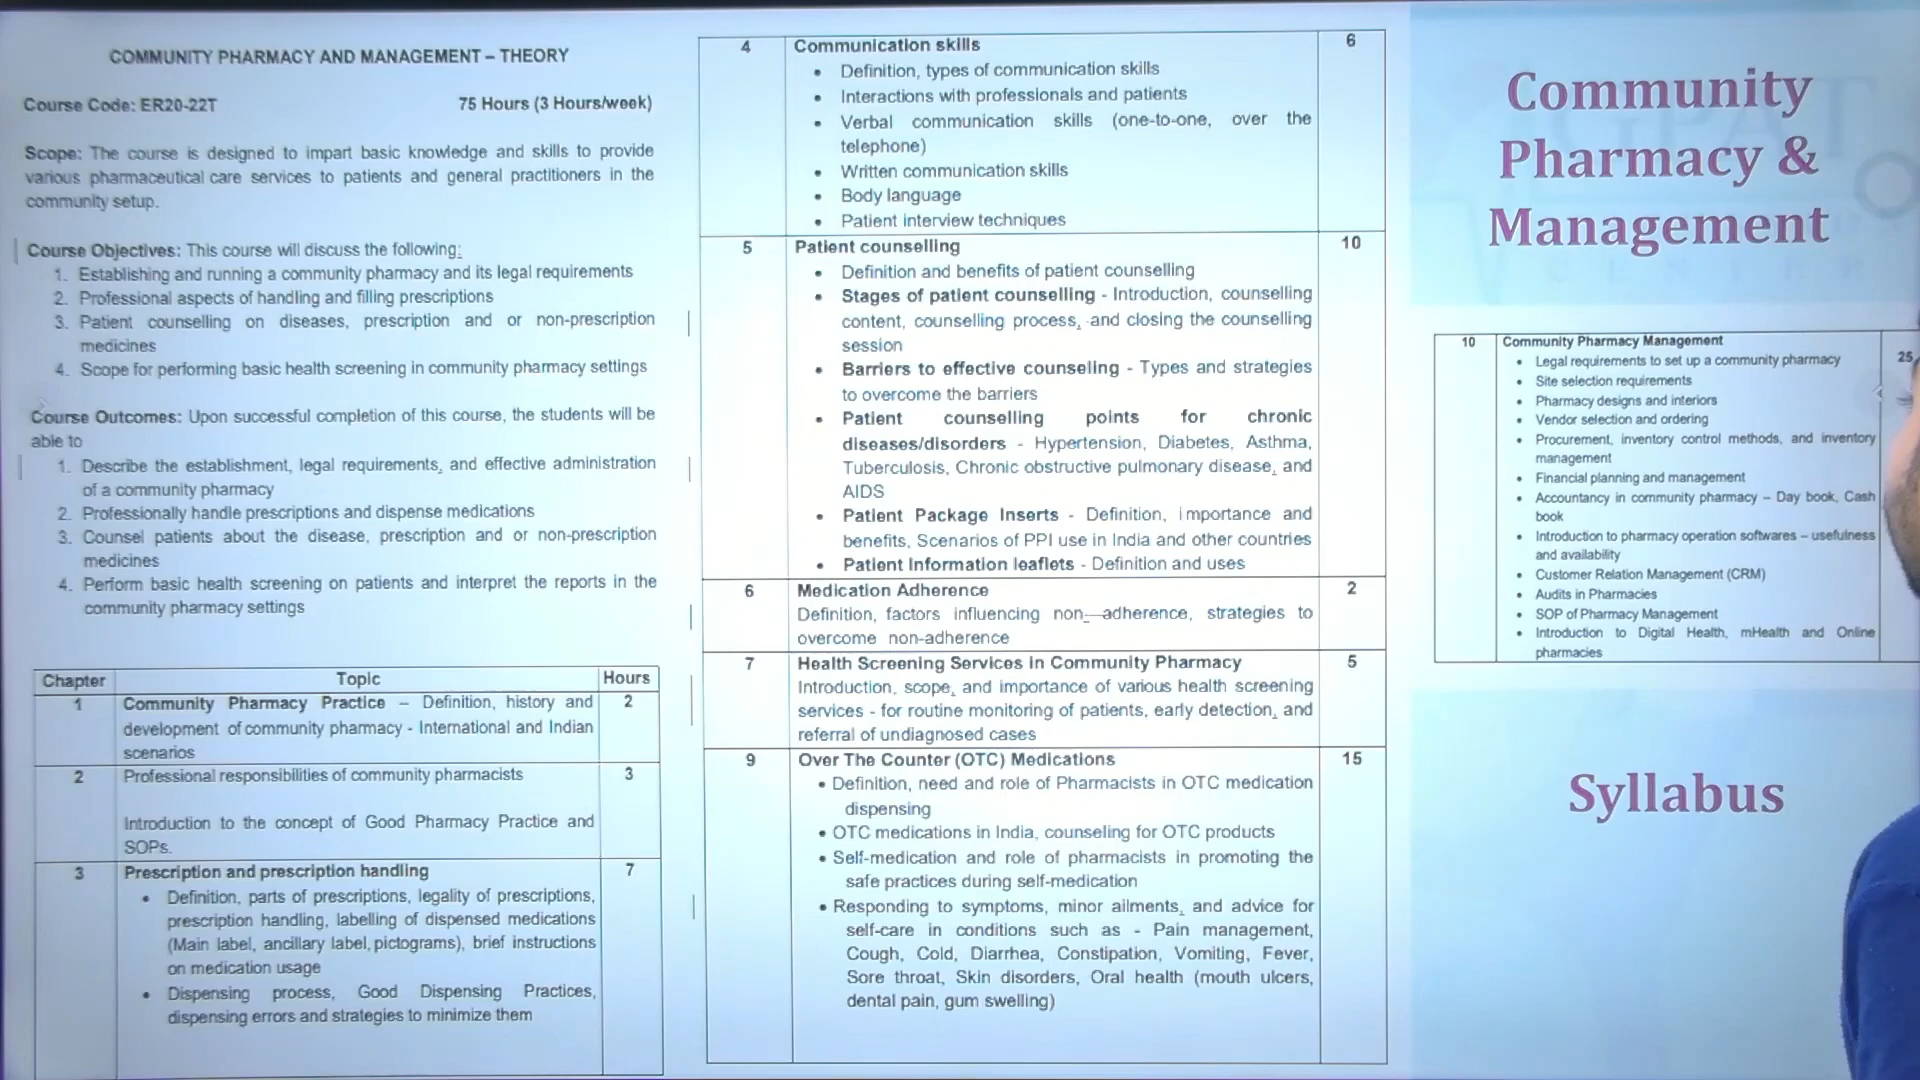 COMMUNITY PHARMACY AND MANAGEMENT – THEORY
Course Code: ER20-22T 75 Hours (3 Hours/week)
Scope: The course is designed to impart basic knowledge and skills to provide
various pharmaceutical care services to patients and general practitioners in the
community setup.
Course Objectives: This course will discuss the following:
1. Establishing and running a community pharmacy and its legal requirements
2. Professional aspects of handling and filling prescriptions
3. Patient counselling on diseases, prescription and or non-prescription
medicines
4. Scope for performing basic health screening in community pharmacy settings
Course Outcomes: Upon successful completion of this course, the students will be
able to
1. Describe the establishment, legal requirements, and effective administration
of a community pharmacy
2. Professionally handle prescriptions and dispense medications
3. Counsel patients about the disease, prescription and or non-prescription
medicines
4. Perform basic health screening on patients and interpret the reports in the
community pharmacy settings
Chapter Topic Hours
1 Community Pharmacy Practice – Definition, history and 2
development of community pharmacy - International and Indian
scenarios
2 Professional responsibilities of community pharmacists 3
Introduction to the concept of Good Pharmacy Practice and
SOPs.
3 Prescription and prescription handling 7
• Definition, parts of prescriptions, legality of prescriptions,
prescription handling, labelling of dispensed medications
(Main label, ancillary label, pictograms), brief instructions
on medication usage
• Dispensing process, Good Dispensing Practices,
dispensing errors and strategies to minimize them
4 Communication skills 6
• Definition, types of communication skills
• Interactions with professionals and patients
• Verbal communication skills (one-to-one, over the
telephone)
• Written communication skills
• Body language
• Patient interview techniques
5 Patient counselling 10
• Definition and benefits of patient counselling
• Stages of patient counselling - Introduction, counselling
content, counselling process, and closing the counselling
session
• Barriers to effective counseling - Types and strategies
to overcome the barriers
• Patient counselling points for chronic
diseases/disorders - Hypertension, Diabetes, Asthma,
Tuberculosis, Chronic obstructive pulmonary disease, and
AIDS
• Patient Package Inserts - Definition, importance and
benefits, Scenarios of PPI use in India and other countries
• Patient Information leaflets - Definition and uses
6 Medication Adherence 2
Definition, factors influencing non-adherence, strategies to
overcome non-adherence
7 Health Screening Services in Community Pharmacy 5
Introduction, scope, and importance of various health screening
services - for routine monitoring of patients, early detection, and
referral of undiagnosed cases
9 Over The Counter (OTC) Medications 15
• Definition, need and role of Pharmacists in OTC medication
dispensing
• OTC medications in India, counseling for OTC products
• Self-medication and role of pharmacists in promoting the
safe practices during self-medication
• Responding to symptoms, minor ailments, and advice for
self-care in conditions such as - Pain management,
Cough, Cold, Diarrhea, Constipation, Vomiting, Fever,
Sore throat, Skin disorders, Oral health (mouth ulcers,
dental pain, gum swelling)
Community
Pharmacy &
Management
10 Community Pharmacy Management 25
• Legal requirements to set up a community pharmacy
• Site selection requirements
• Pharmacy designs and interiors
• Vendor selection and ordering
• Procurement, inventory control methods, and inventory
management
• Financial planning and management
• Accountancy in community pharmacy – Day book, Cash
book
• Introduction to pharmacy operation softwares – usefulness
and availability
• Customer Relation Management (CRM)
• Audits in Pharmacies
• SOP of Pharmacy Management
• Introduction to Digital Health, mHealth and Online
pharmacies
Syllabus